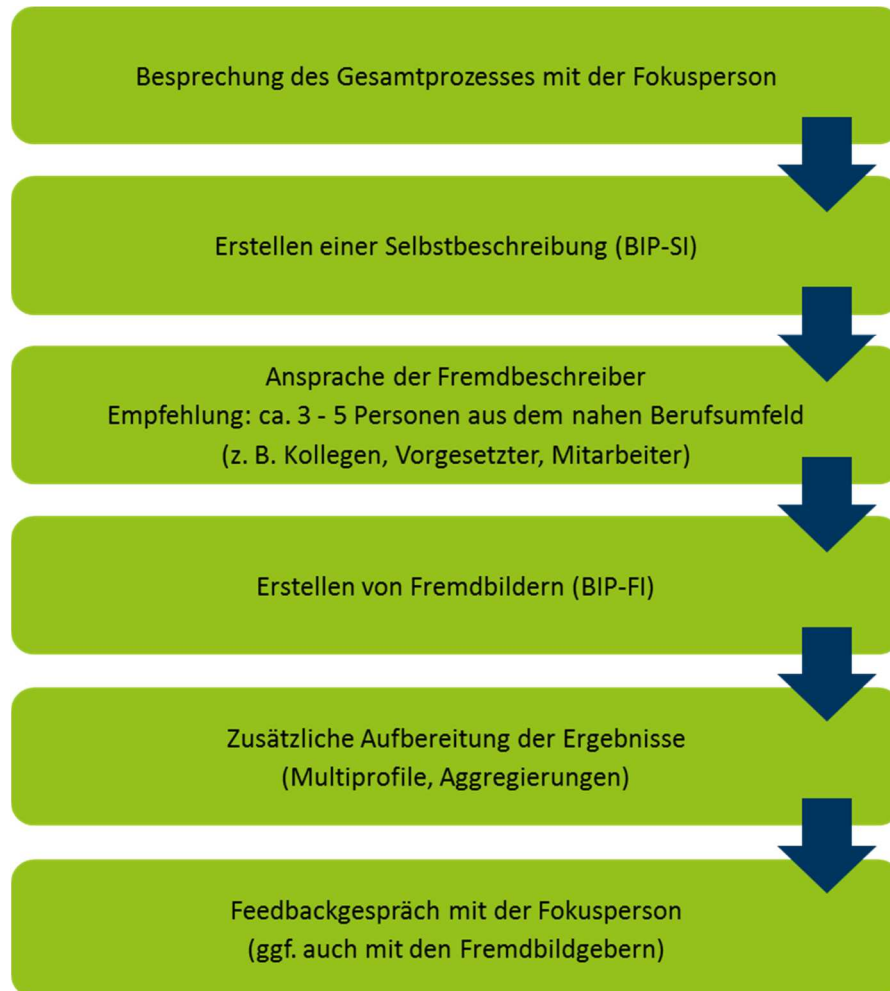 Besprechung des Gesamtprozesses mit der Fokusperson
Erstellen einer Selbstbeschreibung (BIP-SI)
Ansprache der Fremdbeschreiber
Empfehlung: ca. 3 - 5 Personen aus dem nahen Berufsumfeld
(z. B. Kollegen, Vorgesetzter, Mitarbeiter)
Erstellen von Fremdbildern (BIP-FI)
Zusätzliche Aufbereitung der Ergebnisse
(Multiprofile, Aggregierungen)
Feedbackgespräch mit der Fokusperson
(ggf. auch mit den Fremdbildgebern)